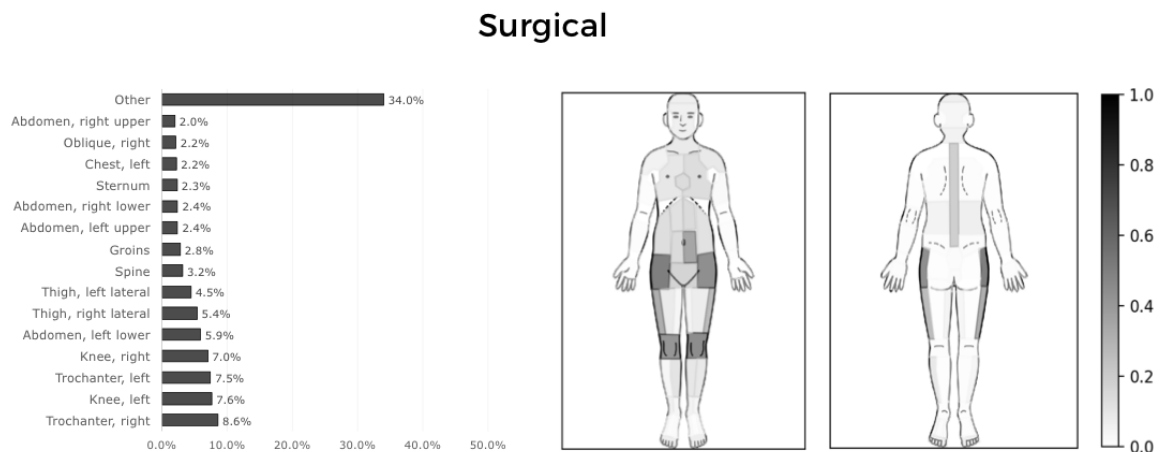 Surgical
Other 34.0%
Abdomen, right upper 2.0%
Oblique, right 2.2%
Chest, left 2.2%
Sternum 2.3%
Abdomen, right lower 2.4%
Abdomen, left upper 2.4%
Groins 2.8%
Spine 3.2%
Thigh, left lateral 4.5%
Thigh, right lateral 5.4%
Abdomen, left lower 5.9%
Knee, right 7.0%
Trochanter, left 7.5%
Knee, left 7.6%
Trochanter, right 8.6%
0.0% 10.0% 20.0% 30.0% 40.0% 50.0%
1.0
0.8
0.6
0.4
0.2
0.0